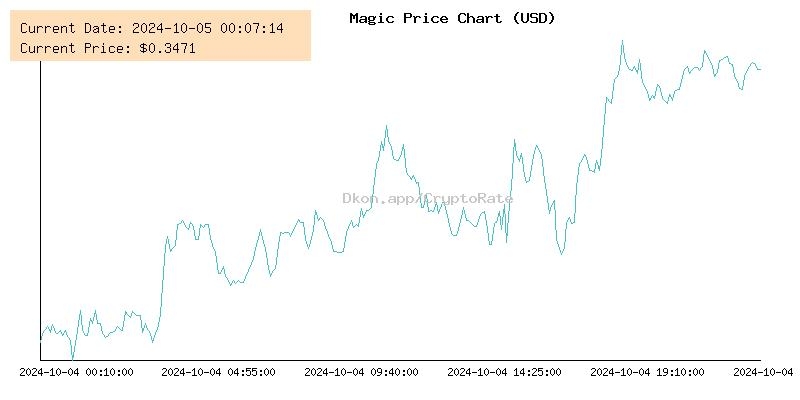 Magic Price Chart (USD)
Current Date: 2024-10-05 00:07:14
Current Price: $0.3471
Dkon.app/CryptoRate
2024-10-04 00:10:00 2024-10-04 04:55:00 2024-10-04 09:40:00 2024-10-04 14:25:00 2024-10-04 19:10:00 2024-10-04